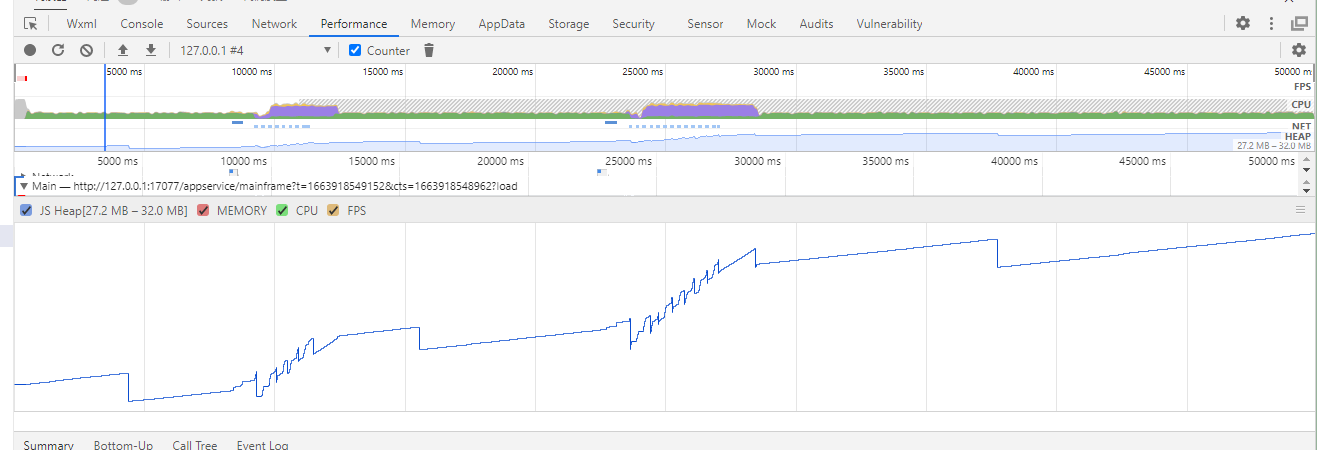 Wxml Console Sources Network Performance Memory AppData Storage Security Sensor Mock Audits Vulnerability
127.0.0.1 #4 Counter
5000 ms 10000 ms 15000 ms 20000 ms 25000 ms 30000 ms 35000 ms 40000 ms 45000 ms 50000 m
FPS
CPU
NET
HEAP
27.2 MB – 32.0 MB
5000 ms 10000 ms 15000 ms 20000 ms 25000 ms 30000 ms 35000 ms 40000 ms 45000 ms 50000 ms
Network
Main — http://127.0.0.1:17077/appservice/mainframe?t=1663918549152&cts=1663918548962?load
JS Heap[27.2 MB – 32.0 MB] MEMORY CPU FPS
Summary Bottom-Up Call Tree Event Log